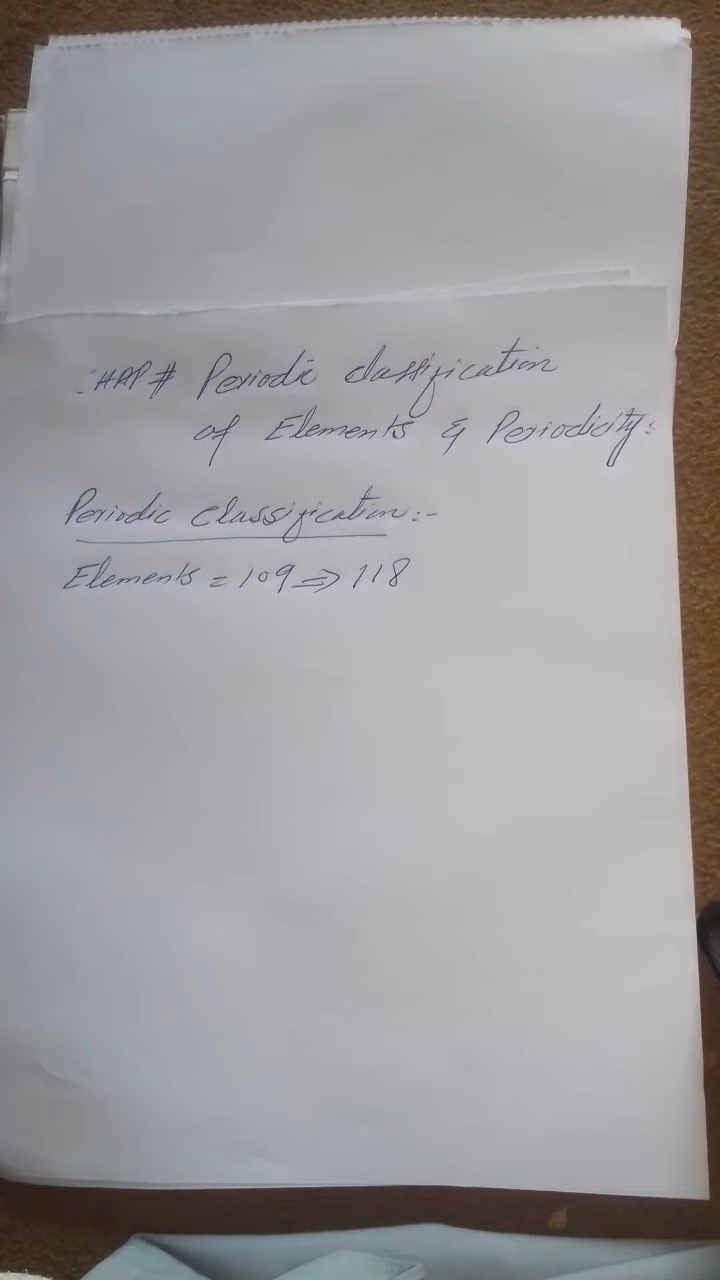 CHAP # Periodic classification
of Elements & Periodicity:
Periodic classification:-
Elements = 109 => 118